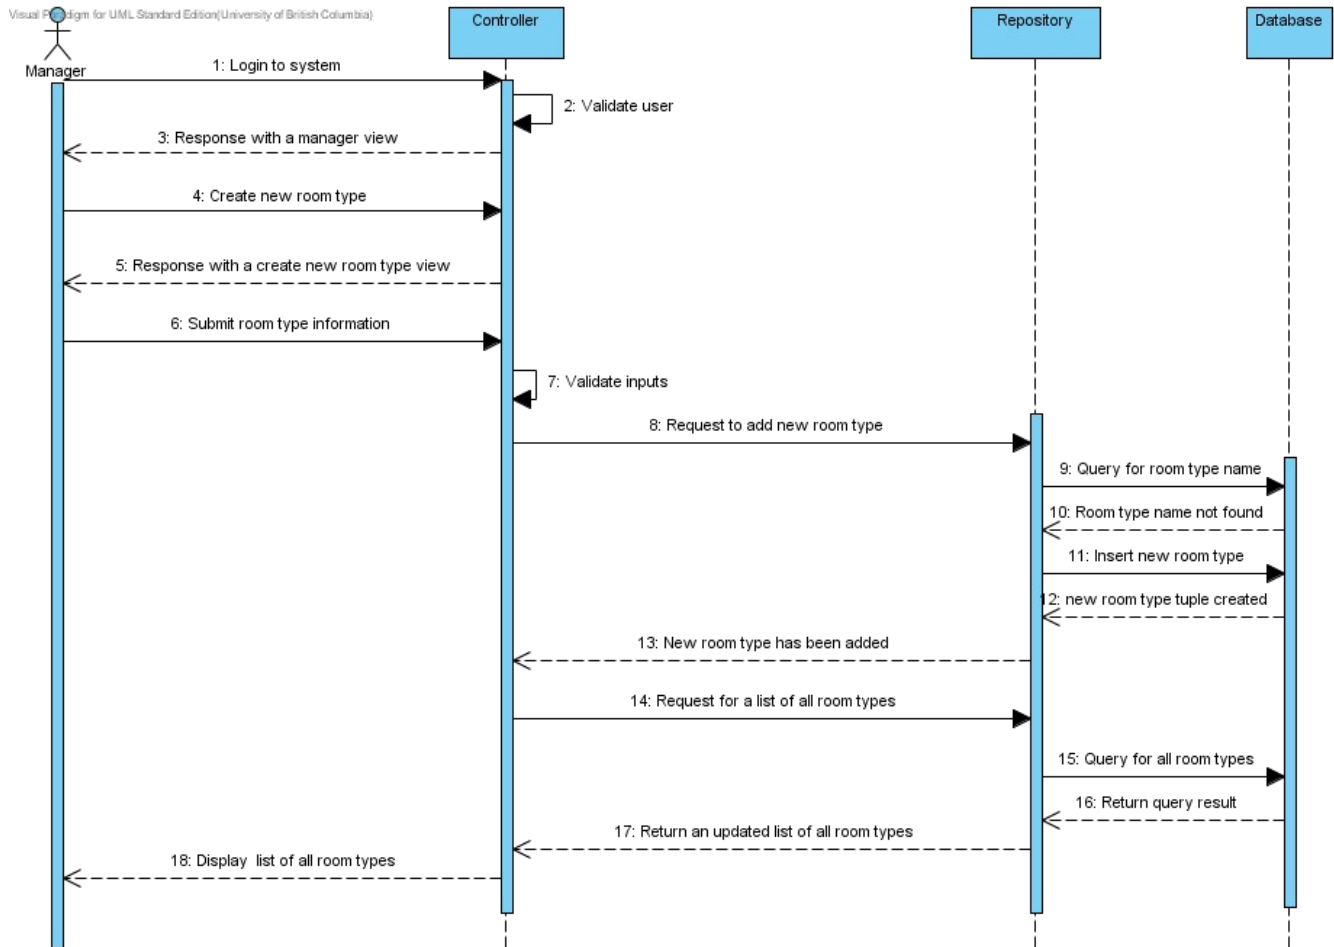 Visual Paradigm for UML Standard Edition(University of British Columbia)
Controller
Repository
Database
Manager
1: Login to system
2: Validate user
3: Response with a manager view
4: Create new room type
5: Response with a create new room type view
6: Submit room type information
7: Validate inputs
8: Request to add new room type
9: Query for room type name
10: Room type name not found
11: Insert new room type
12: new room type tuple created
13: New room type has been added
14: Request for a list of all room types
15: Query for all room types
16: Return query result
17: Return an updated list of all room types
18: Display list of all room types